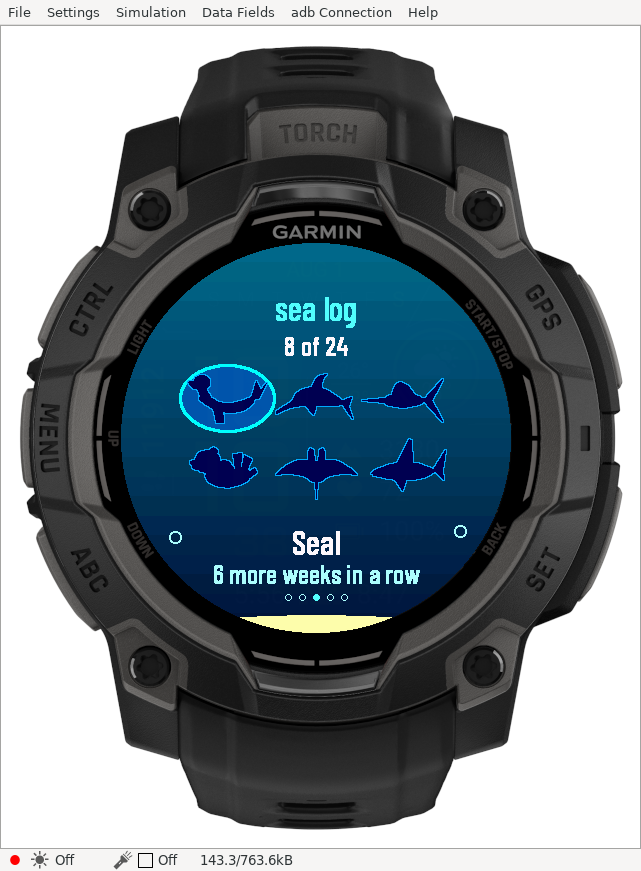 File Settings Simulation Data Fields adb Connection Help
TORCH
GARMIN
CTRL
LIGHT
GPS
START/STOP
sea log
8 of 24
MENU
UP
DOWN
BACK
ABC
SET
Seal
6 more weeks in a row
Off Off 143.3/763.6kB